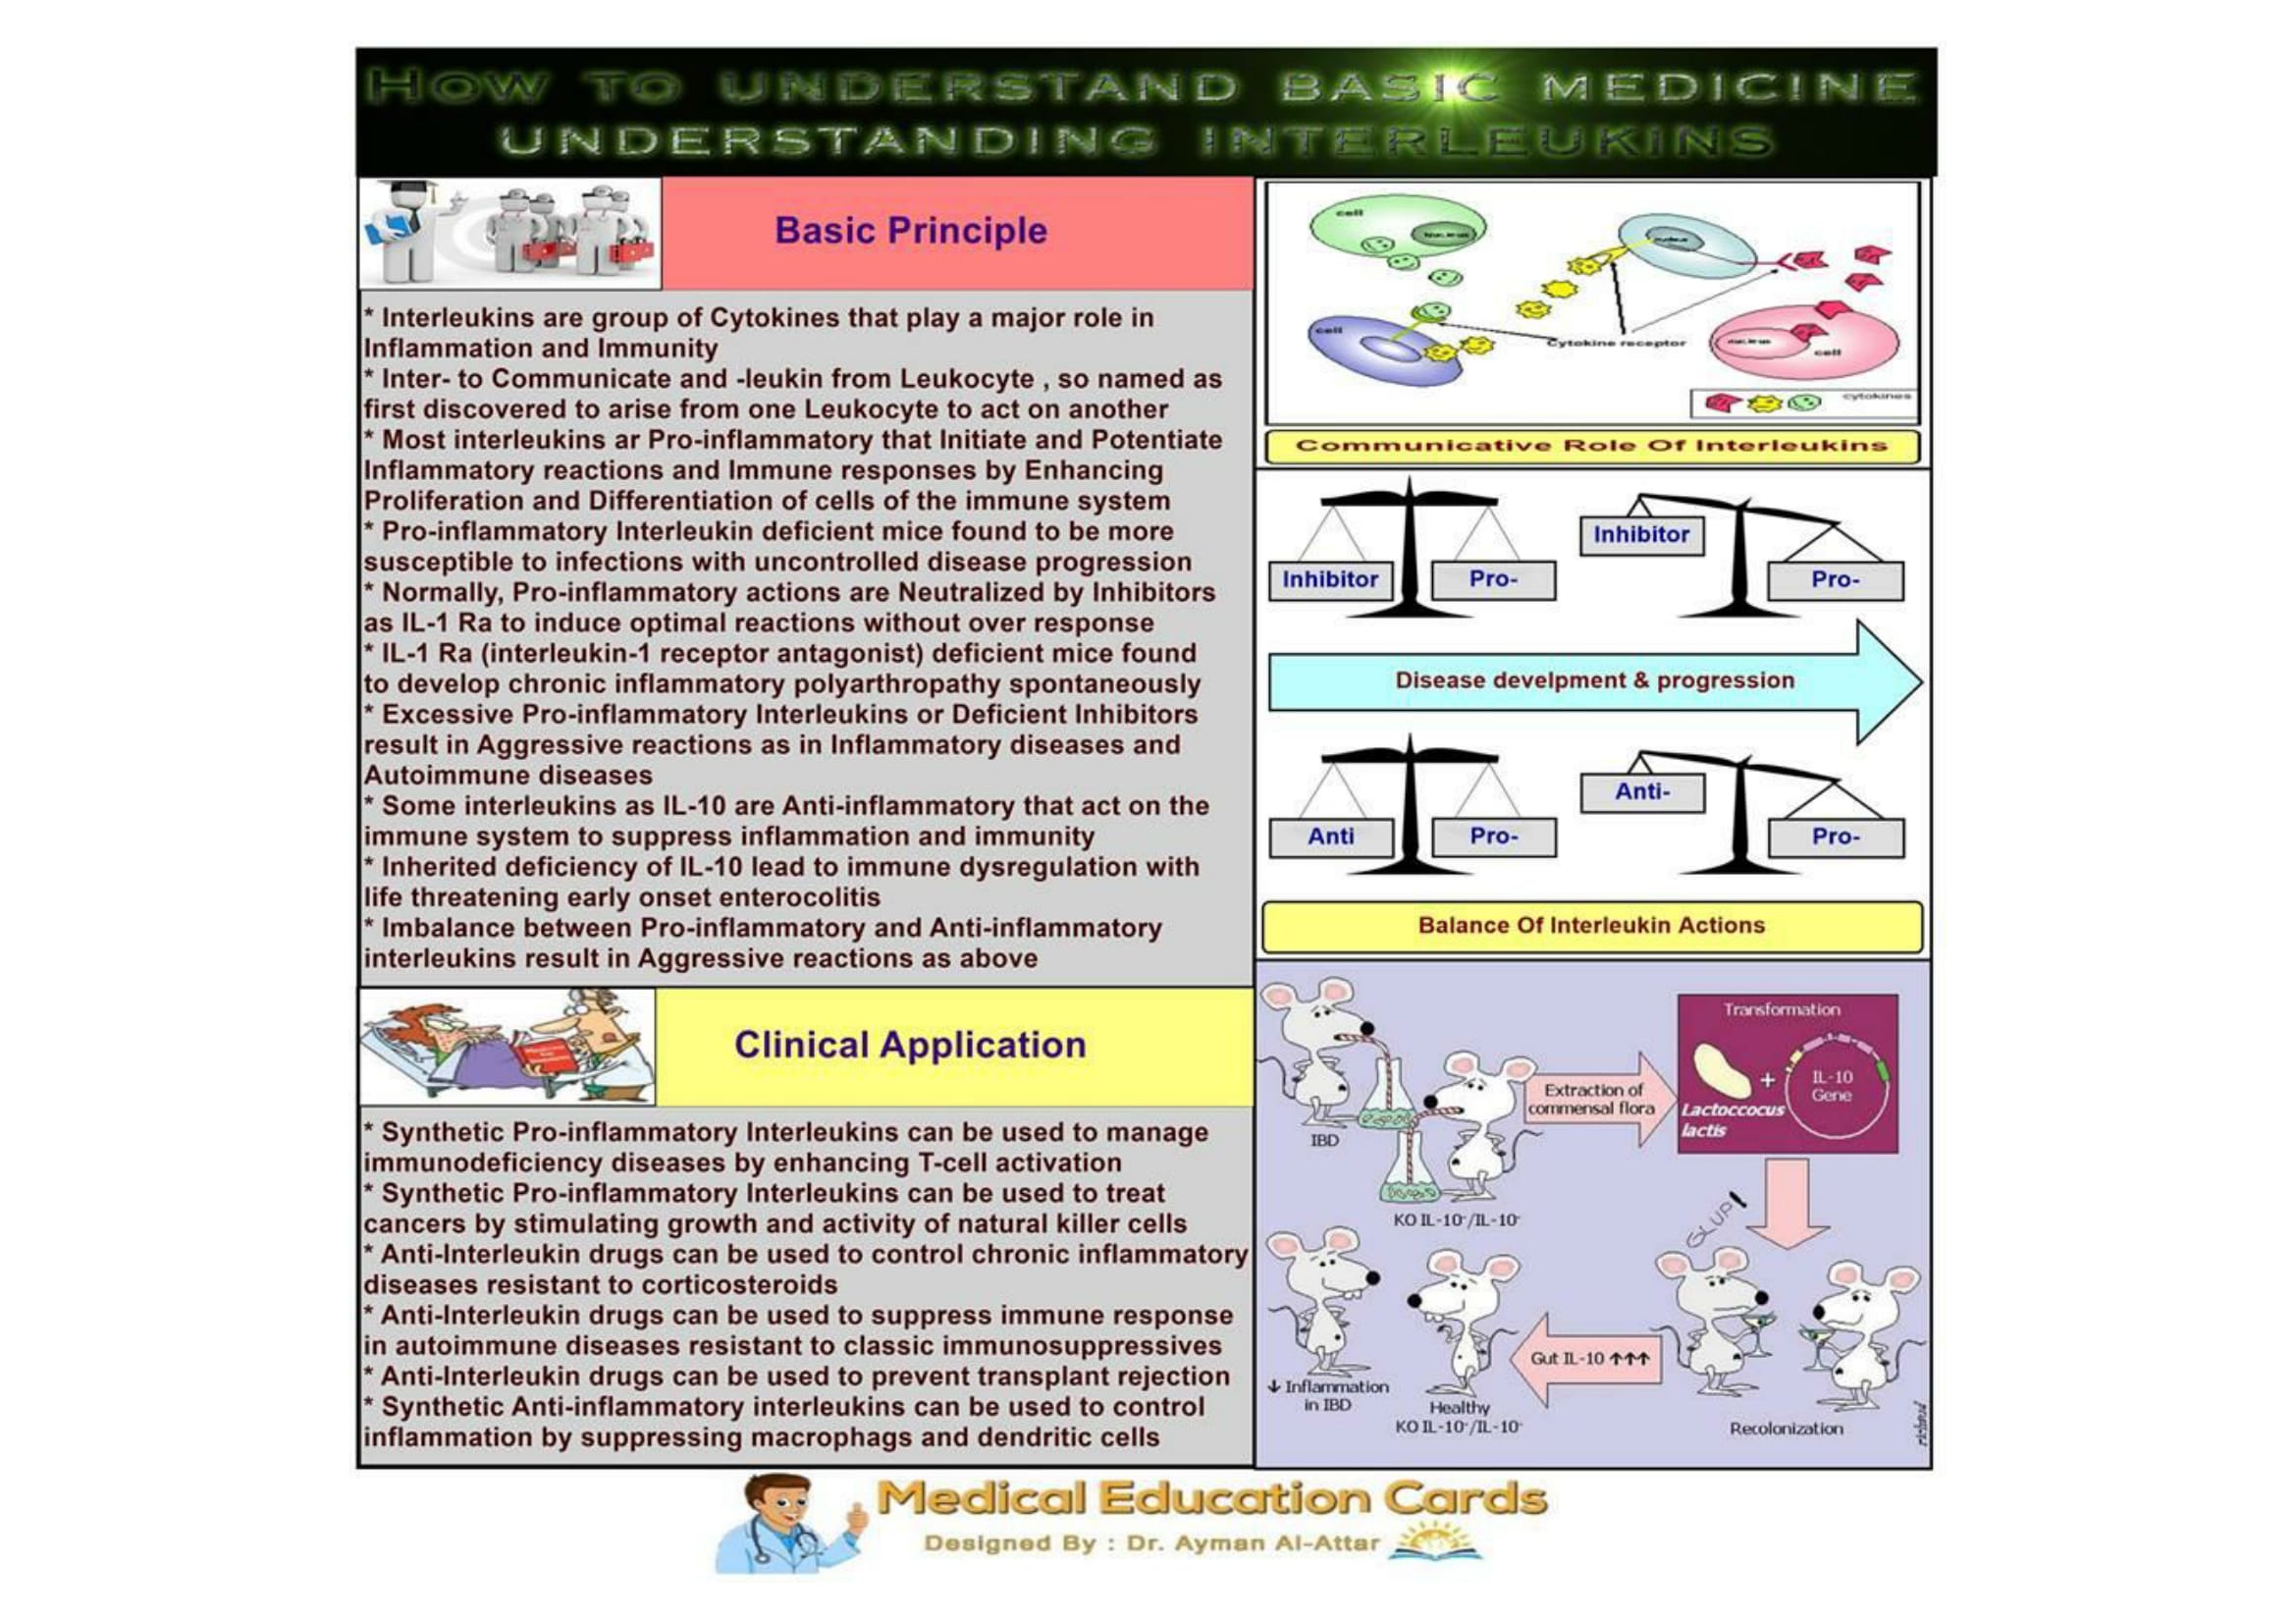 HOW TO UNDERSTAND BASIC MEDICINE
UNDERSTANDING INTERLEUKINS
Basic Principle
* Interleukins are group of Cytokines that play a major role in
Inflammation and Immunity
* Inter- to Communicate and -leukin from Leukocyte , so named as
first discovered to arise from one Leukocyte to act on another
* Most interleukins ar Pro-inflammatory that Initiate and Potentiate
Inflammatory reactions and Immune responses by Enhancing
Proliferation and Differentiation of cells of the immune system
* Pro-inflammatory Interleukin deficient mice found to be more
susceptible to infections with uncontrolled disease progression
* Normally, Pro-inflammatory actions are Neutralized by Inhibitors
as IL-1 Ra to induce optimal reactions without over response
* IL-1 Ra (interleukin-1 receptor antagonist) deficient mice found
to develop chronic inflammatory polyarthropathy spontaneously
* Excessive Pro-inflammatory Interleukins or Deficient Inhibitors
result in Aggressive reactions as in Inflammatory diseases and
Autoimmune diseases
* Some interleukins as IL-10 are Anti-inflammatory that act on the
immune system to suppress inflammation and immunity
* Inherited deficiency of IL-10 lead to immune dysregulation with
life threatening early onset enterocolitis
* Imbalance between Pro-inflammatory and Anti-inflammatory
interleukins result in Aggressive reactions as above
Clinical Application
* Synthetic Pro-inflammatory Interleukins can be used to manage
immunodeficiency diseases by enhancing T-cell activation
* Synthetic Pro-inflammatory Interleukins can be used to treat
cancers by stimulating growth and activity of natural killer cells
* Anti-Interleukin drugs can be used to control chronic inflammatory
diseases resistant to corticosteroids
* Anti-Interleukin drugs can be used to suppress immune response
in autoimmune diseases resistant to classic immunosuppressives
* Anti-Interleukin drugs can be used to prevent transplant rejection
* Synthetic Anti-inflammatory interleukins can be used to control
inflammation by suppressing macrophags and dendritic cells
cell
Nucleus
nucleus
cell
Cytokine receptor
nucleus
cell
cytokines
Communicative Role Of Interleukins
Inhibitor
Pro-
Inhibitor
Pro-
Disease develpment & progression
Anti
Pro-
Anti-
Pro-
Balance Of Interleukin Actions
IBD
KO IL-10-/IL-10-
Extraction of
commensal flora
Transformation
+
IL-10
Gene
Lactoccocus
lactis
GLUP!
Recolonization
Gut IL-10 ↑↑↑
↓ Inflammation
in IBD
Healthy
KO IL-10-/IL-10-
Medical Education Cards
Designed By : Dr. Ayman Al-Attar